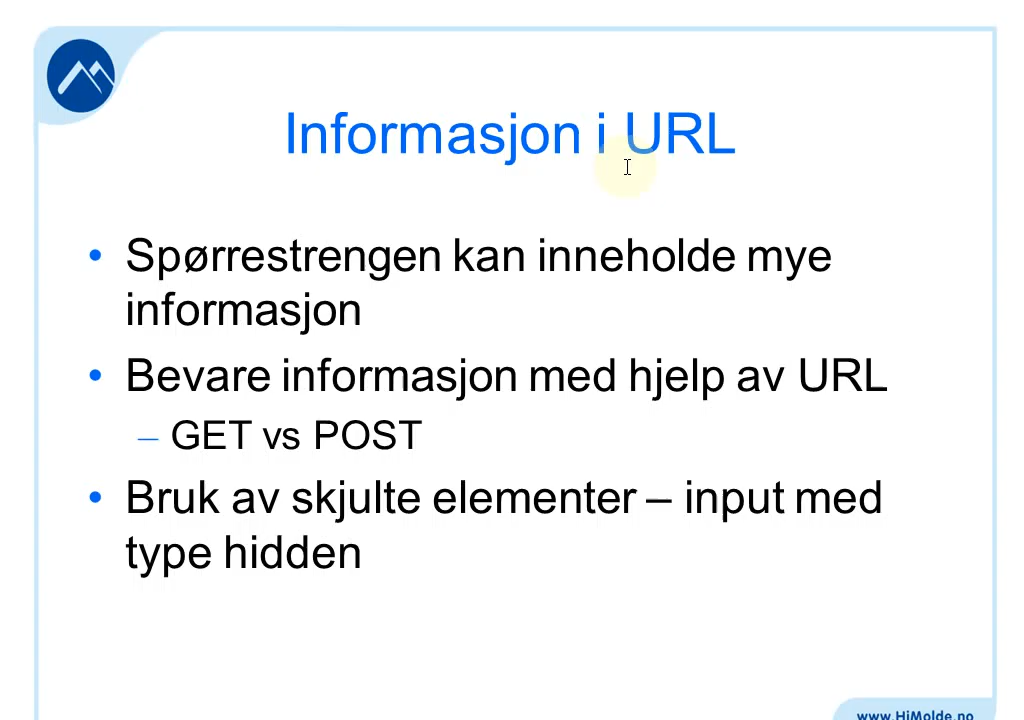 Informasjon i URL
• Spørrestrengen kan inneholde mye
informasjon
• Bevare informasjon med hjelp av URL
– GET vs POST
• Bruk av skjulte elementer – input med
type hidden
www.HiMolde.no